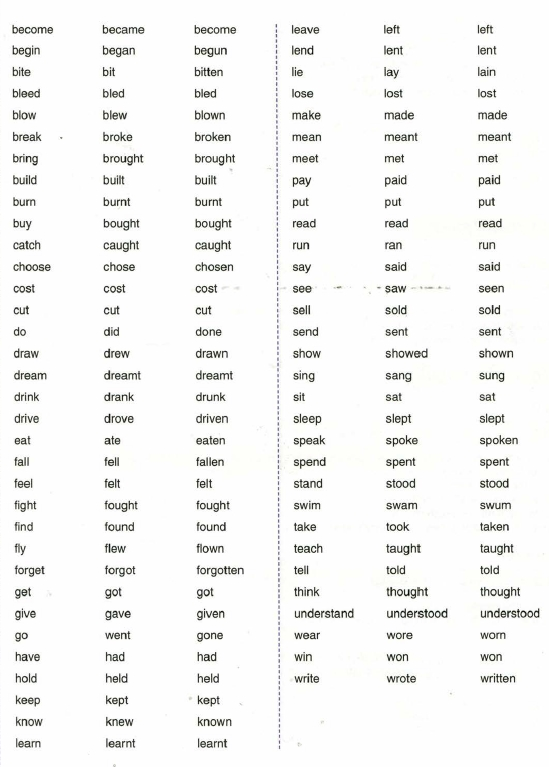 become became become
begin began begun
bite bit bitten
bleed bled bled
blow blew blown
break broke broken
bring brought brought
build built built
burn burnt burnt
buy bought bought
catch caught caught
choose chose chosen
cost cost cost
cut cut cut
do did done
draw drew drawn
dream dreamt dreamt
drink drank drunk
drive drove driven
eat ate eaten
fall fell fallen
feel felt felt
fight fought fought
find found found
fly flew flown
forget forgot forgotten
get got got
give gave given
go went gone
have had had
hold held held
keep kept kept
know knew known
learn learnt learnt
leave left left
lend lent lent
lie lay lain
lose lost lost
make made made
mean meant meant
meet met met
pay paid paid
put put put
read read read
run ran run
say said said
see saw seen
sell sold sold
send sent sent
show showed shown
sing sang sung
sit sat sat
sleep slept slept
speak spoke spoken
spend spent spent
stand stood stood
swim swam swum
take took taken
teach taught taught
tell told told
think thought thought
understand understood understood
wear wore worn
win won won
write wrote written